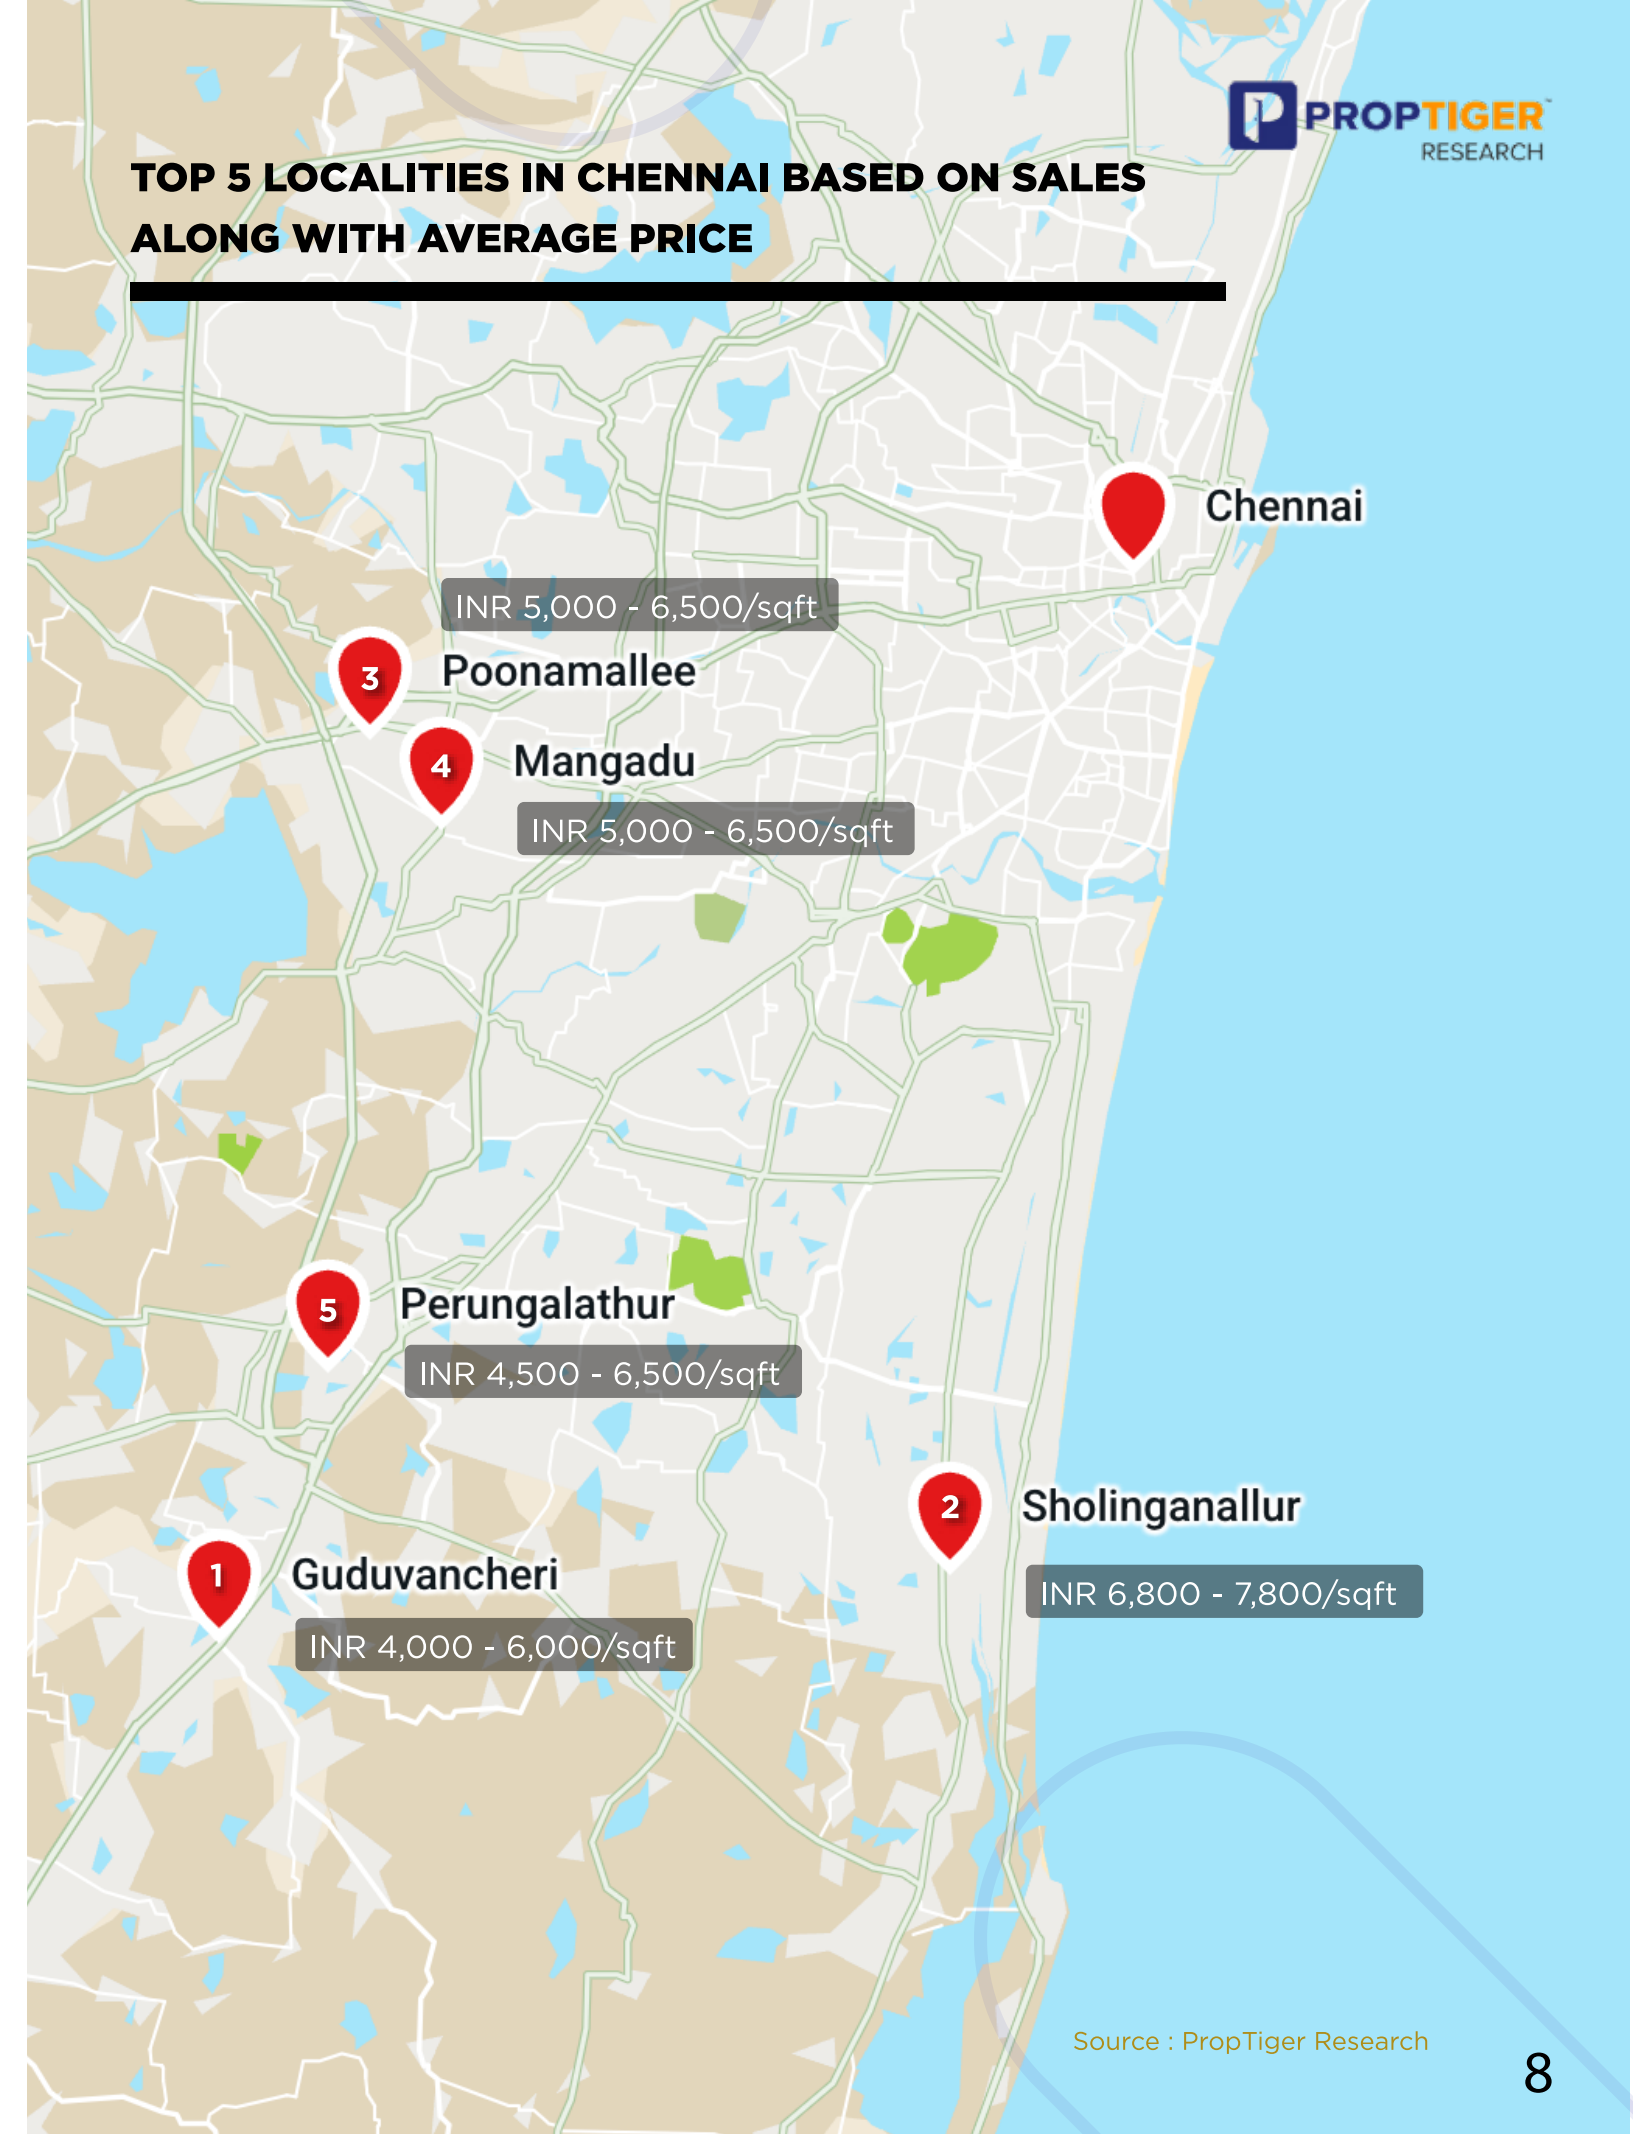 PROPTIGER
RESEARCH
TOP 5 LOCALITIES IN CHENNAI BASED ON SALES
ALONG WITH AVERAGE PRICE
Chennai
INR 5,000 - 6,500/sqft
3
Poonamallee
4
Mangadu
INR 5,000 - 6,500/sqft
5
Perungalathur
INR 4,500 - 6,500/sqft
2
Sholinganallur
INR 6,800 - 7,800/sqft
1
Guduvancheri
INR 4,000 - 6,000/sqft
Source : PropTiger Research
8